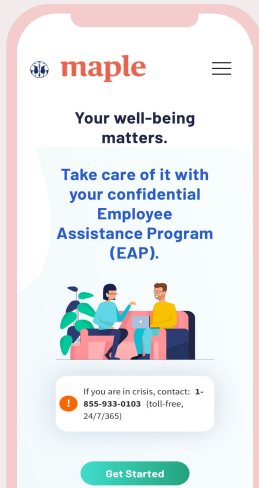 maple
Your well-being
matters.
Take care of it with
your confidential
Employee
Assistance Program
(EAP).
If you are in crisis, contact: 1-
855-933-0103 (toll-free,
24/7/365)
Get Started